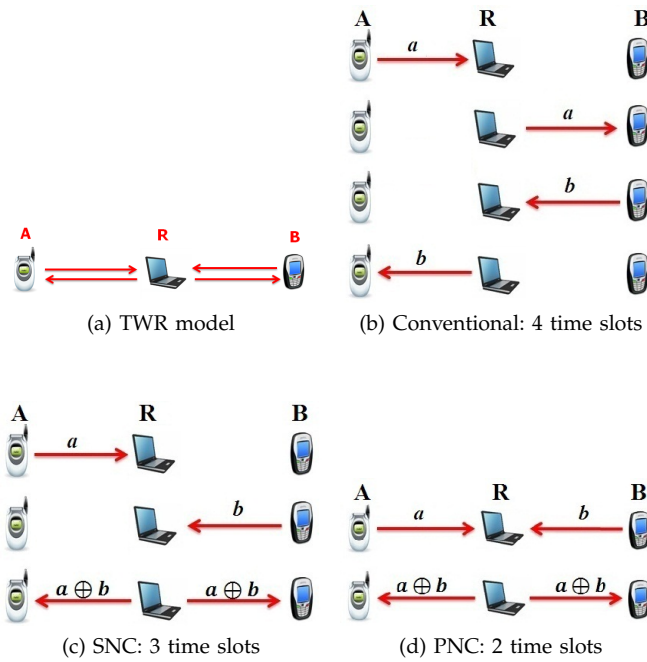 A R B
a
a
b
b
A R B
(a) TWR model
(b) Conventional: 4 time slots
A R B
a
b
a ⊕ b a ⊕ b
(c) SNC: 3 time slots
A R B
a b
a ⊕ b a ⊕ b
(d) PNC: 2 time slots